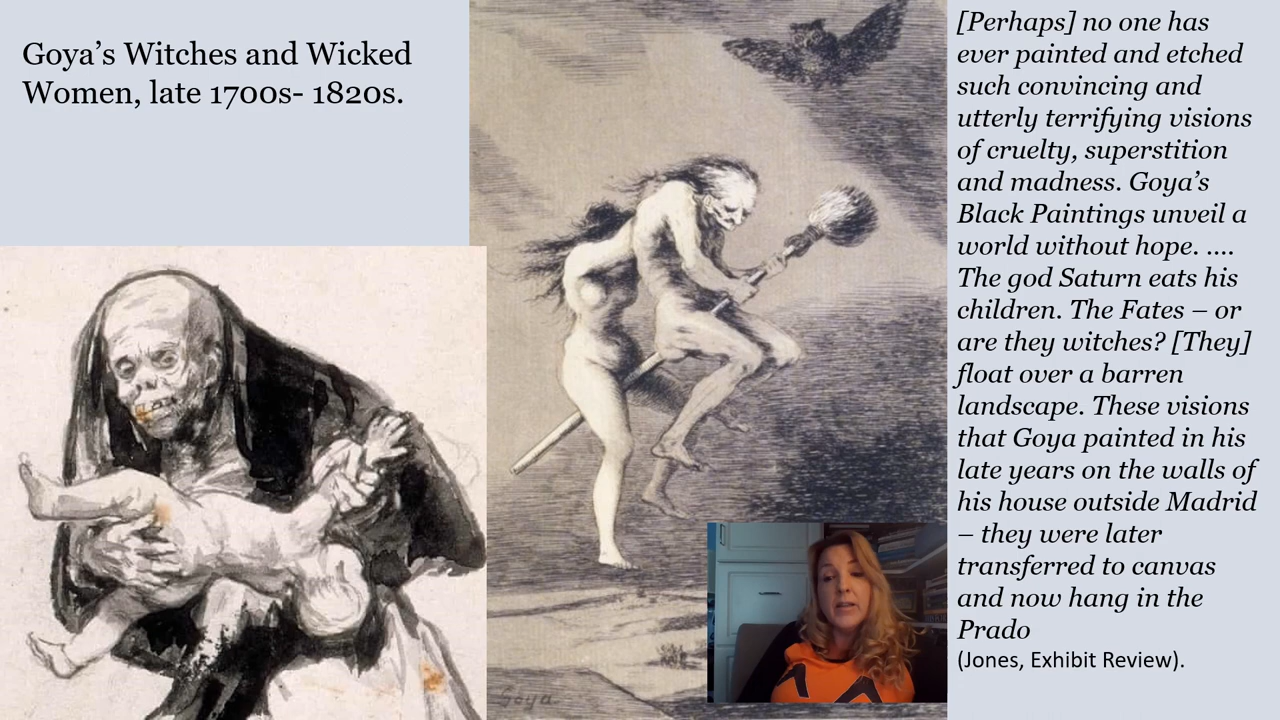 Goya’s Witches and Wicked
Women, late 1700s- 1820s.
[Perhaps] no one has
ever painted and etched
such convincing and
utterly terrifying visions
of cruelty, superstition
and madness. Goya’s
Black Paintings unveil a
world without hope. ....
The god Saturn eats his
children. The Fates – or
are they witches? [They]
float over a barren
landscape. These visions
that Goya painted in his
late years on the walls of
his house outside Madrid
– they were later
transferred to canvas
and now hang in the
Prado
(Jones, Exhibit Review).
Goya